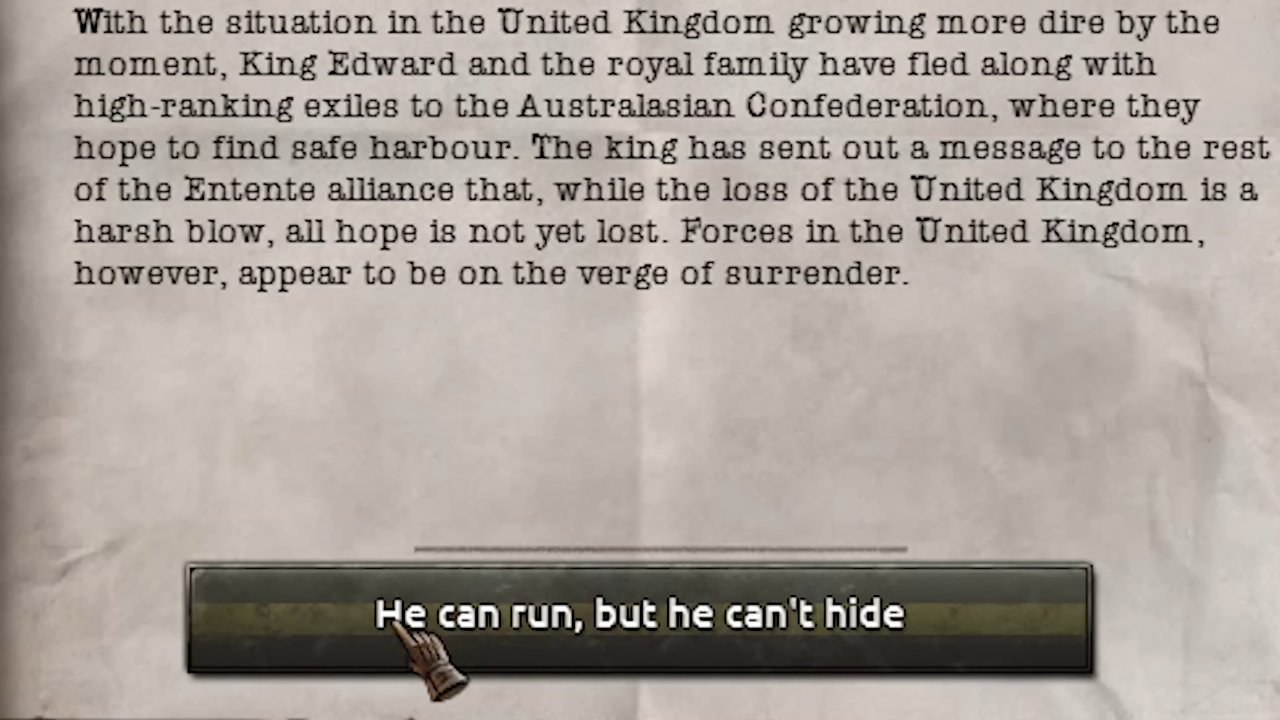 With the situation in the United Kingdom growing more dire by the
moment, King Edward and the royal family have fled along with
high-ranking exiles to the Australasian Confederation, where they
hope to find safe harbour. The king has sent out a message to the rest
of the Entente alliance that, while the loss of the United Kingdom is a
harsh blow, all hope is not yet lost. Forces in the United Kingdom,
however, appear to be on the verge of surrender.
He can run, but he can't hide